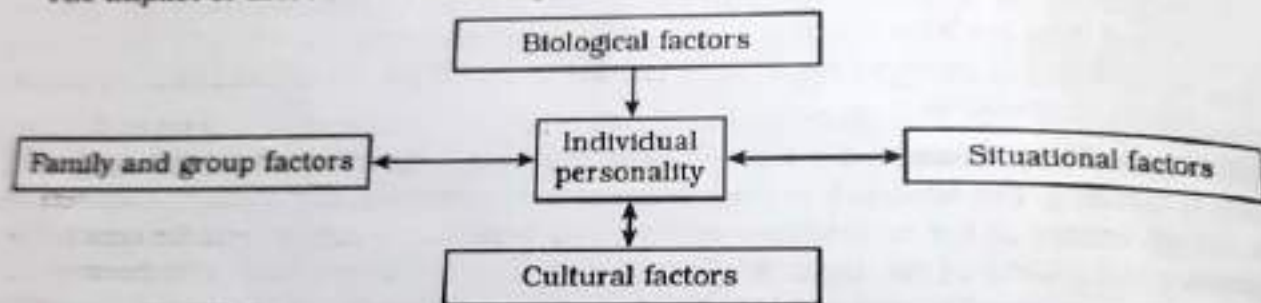 Biological factors
Family and group factors
Individual
personality
Situational factors
Cultural factors